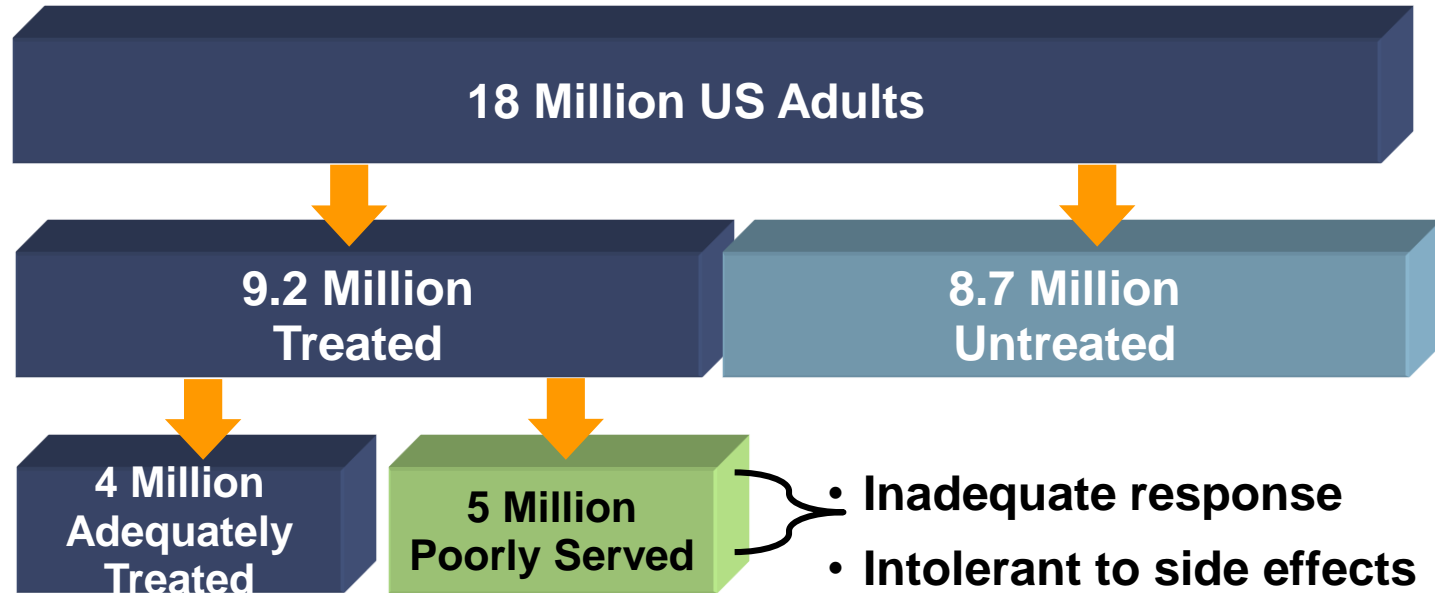 18 Million US Adults
9.2 Million
Treated
8.7 Million
Untreated
4 Million
Adequately
Treated
5 Million
Poorly Served
• Inadequate response
• Intolerant to side effects